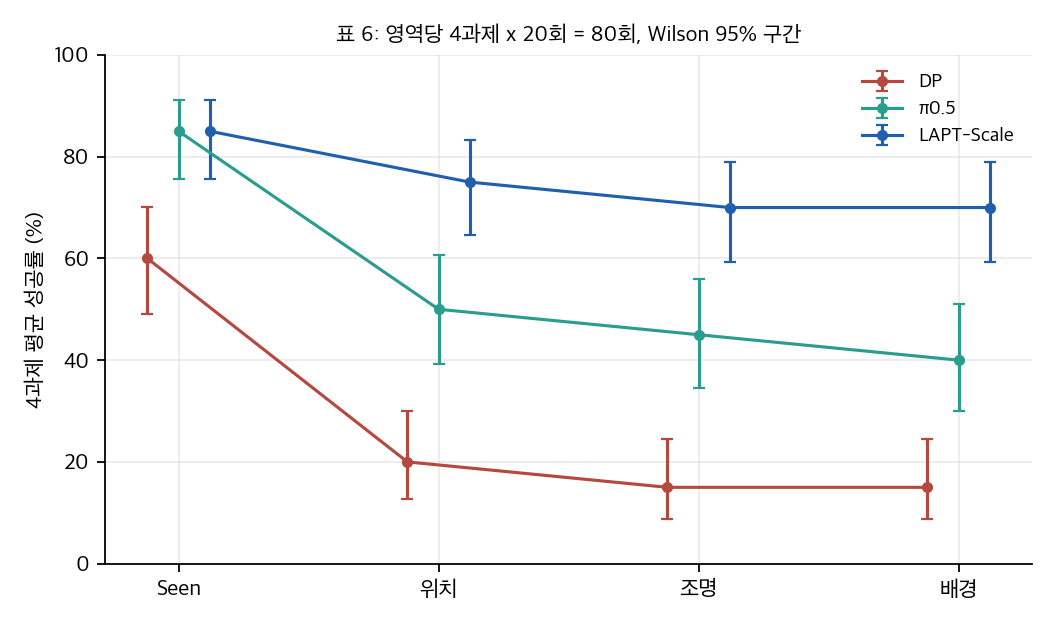 표 6: 영역당 4과제 x 20회 = 80회, Wilson 95% 구간
DP
π0.5
LAPT-Scale
4과제 평균 성공률 (%)
100
80
60
40
20
0
Seen
위치
조명
배경